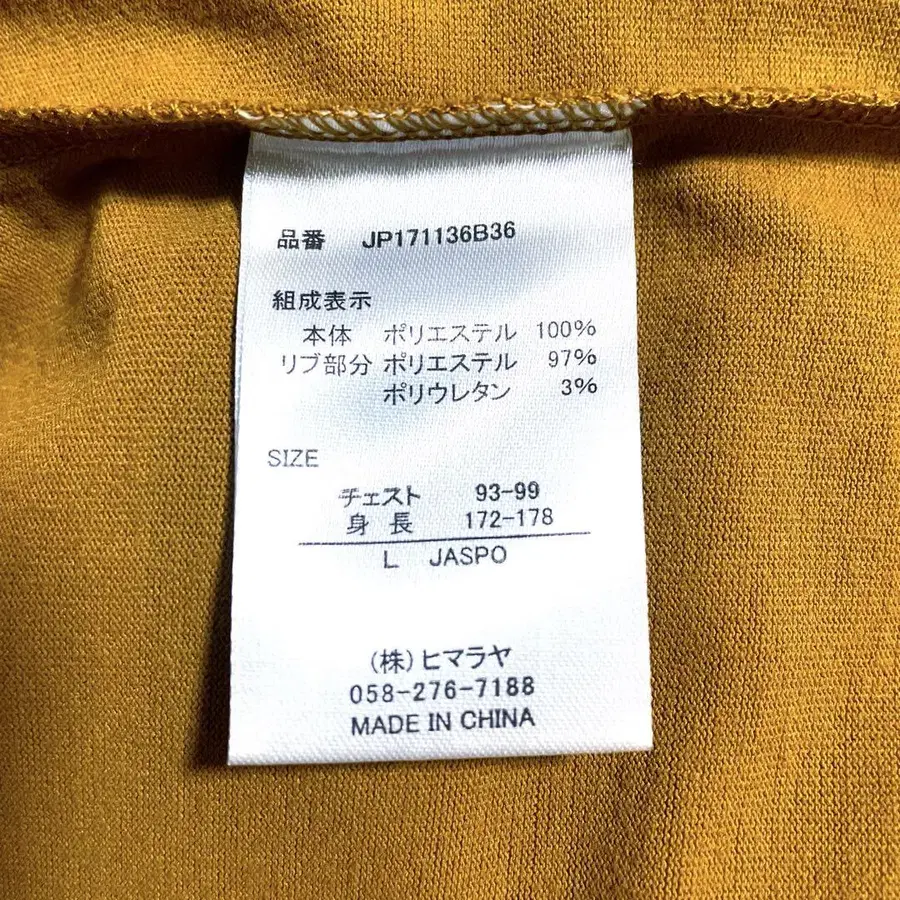 品番 JP171136B36
組成表示
本体 ポリエステル 100%
リブ部分 ポリエステル 97%
ポリウレタン 3%
SIZE
チェスト 93-99
身長 172-178
L JASPO
(株)ヒマラヤ
058-276-7188
MADE IN CHINA